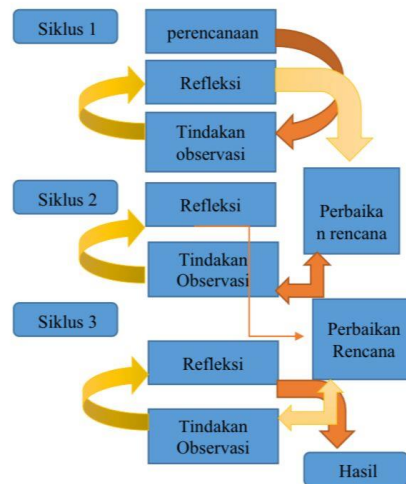 Siklus 1
perencanaan
Refleksi
Tindakan
observasi
Siklus 2
Refleksi
Perbaika
n rencana
Tindakan
Observasi
Siklus 3
Perbaikan
Rencana
Refleksi
Tindakan
Observasi
Hasil